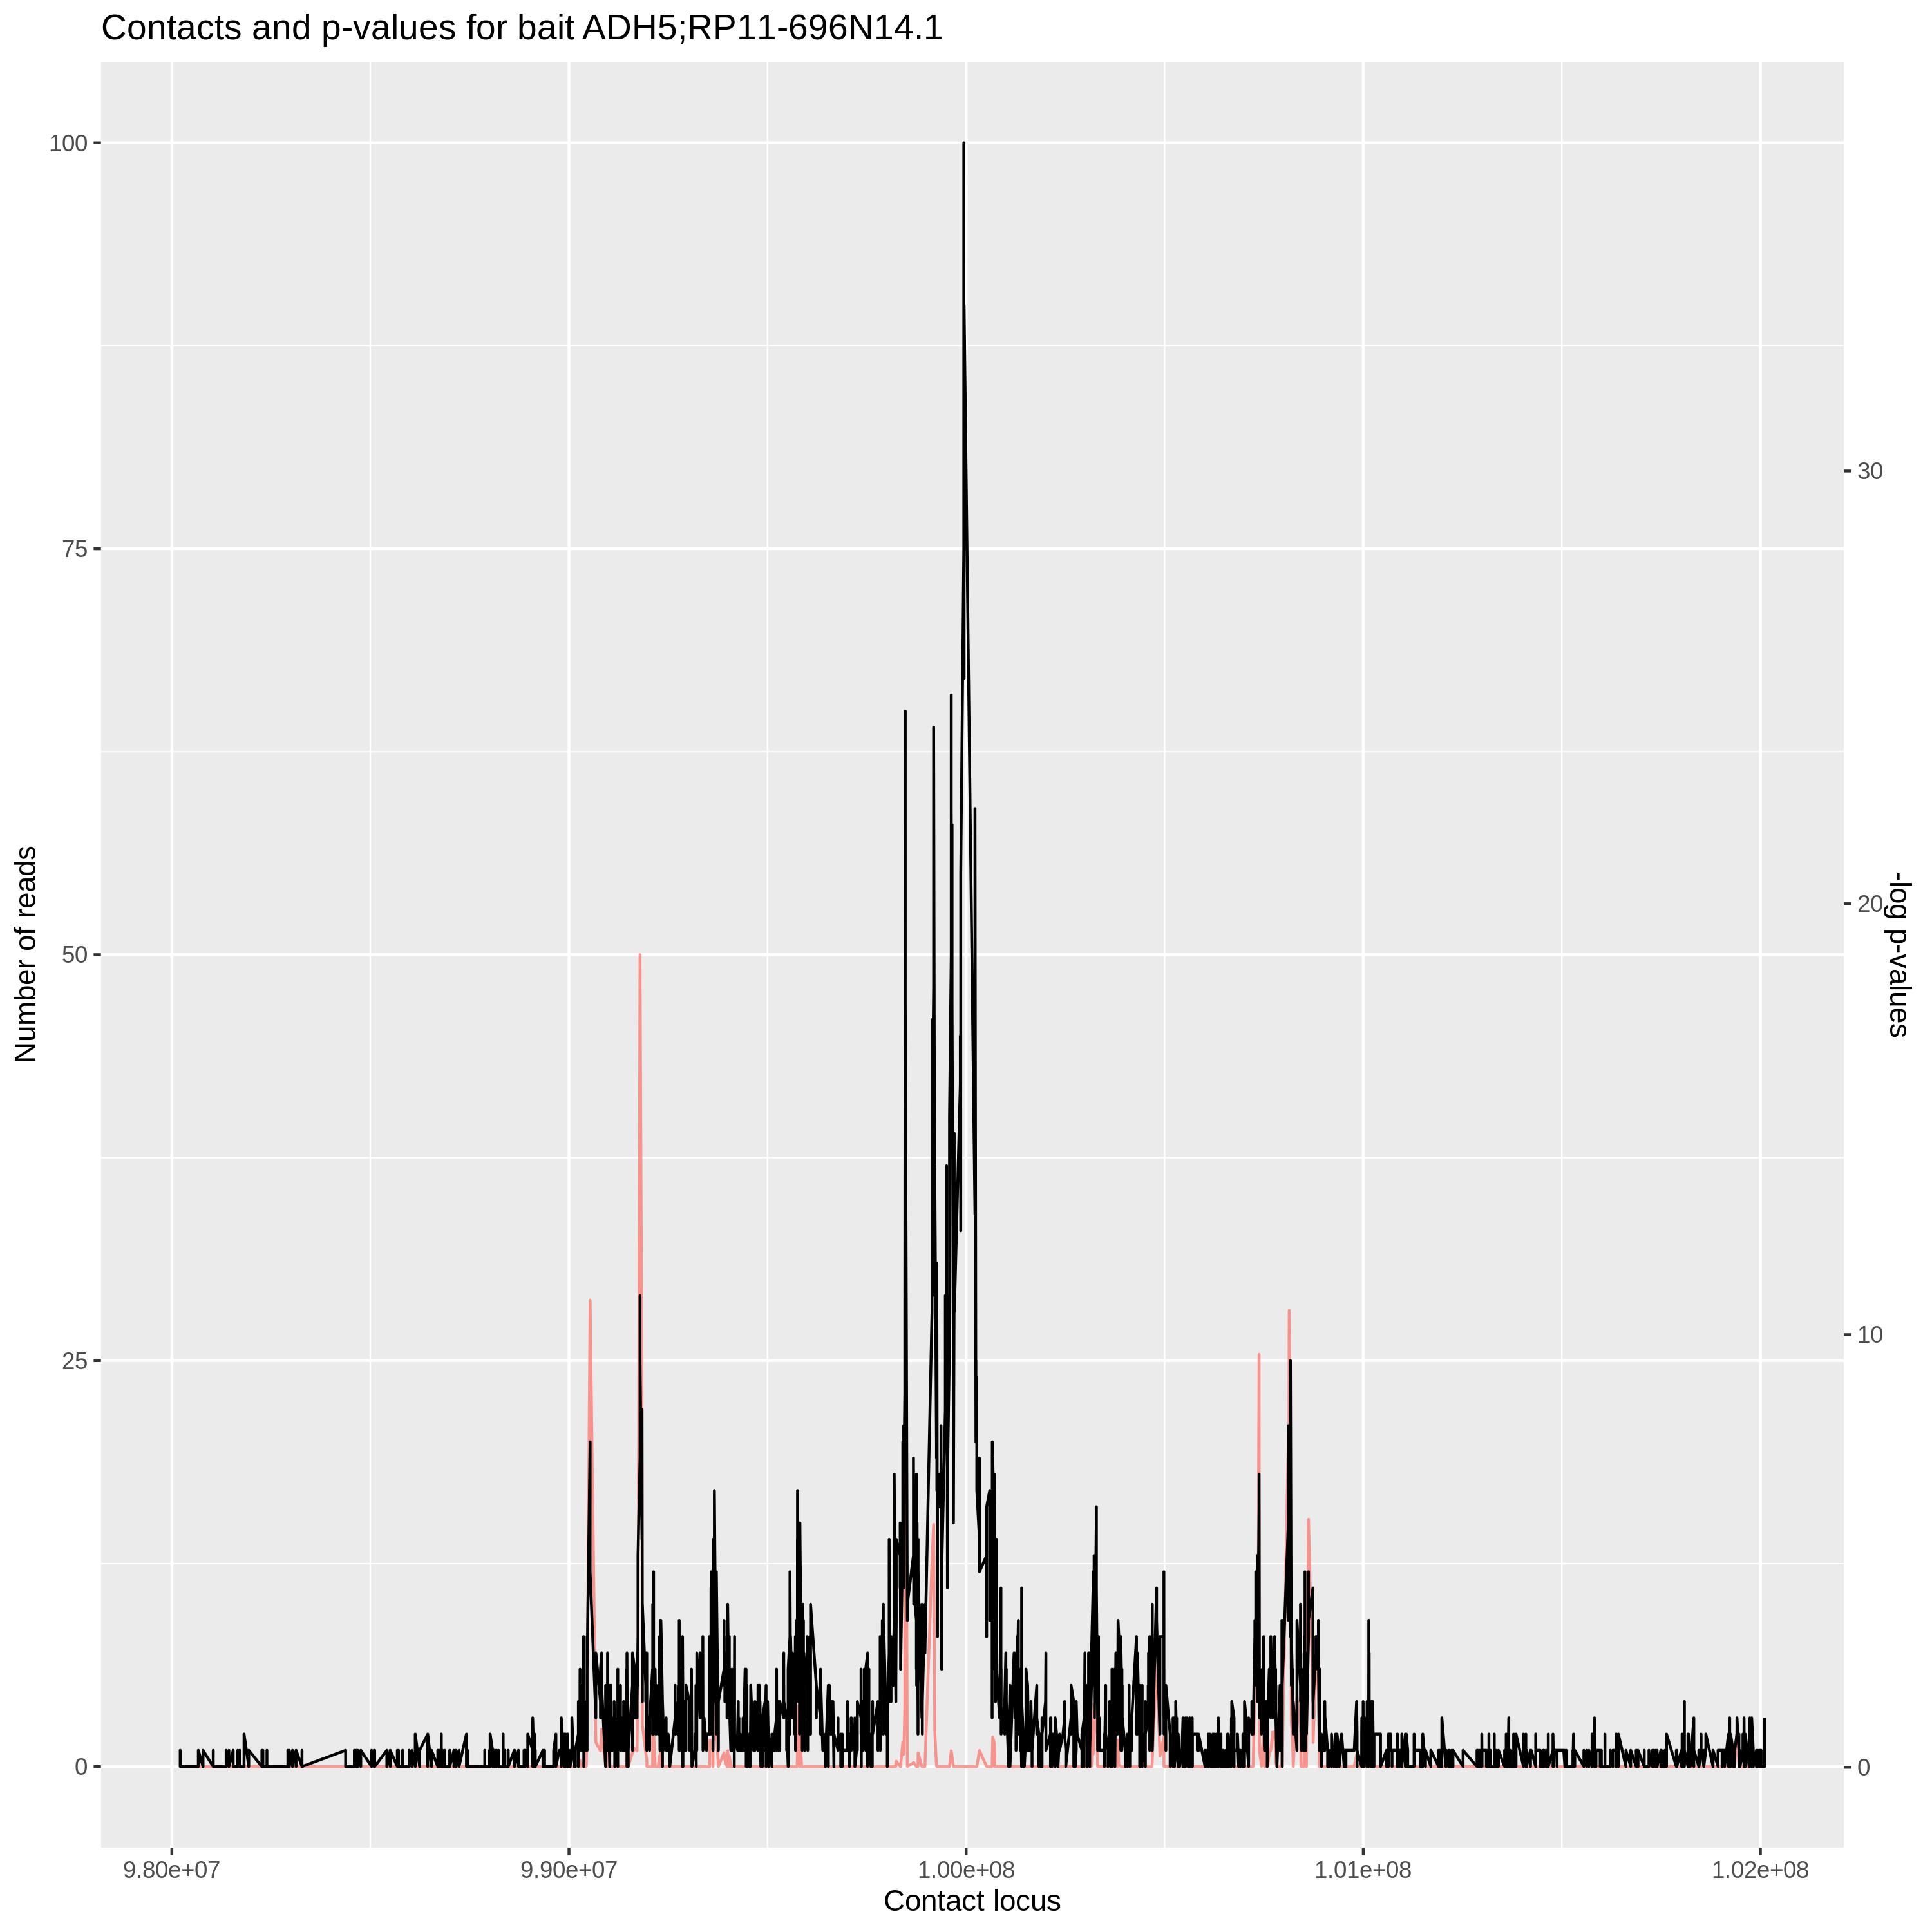 Contacts and p-values for bait ADH5;RP11-696N14.1
100
75
50
25
0
Number of reads
30
20
10
0
-log p-values
9.80e+07
9.90e+07
1.00e+08
1.01e+08
1.02e+08
Contact locus